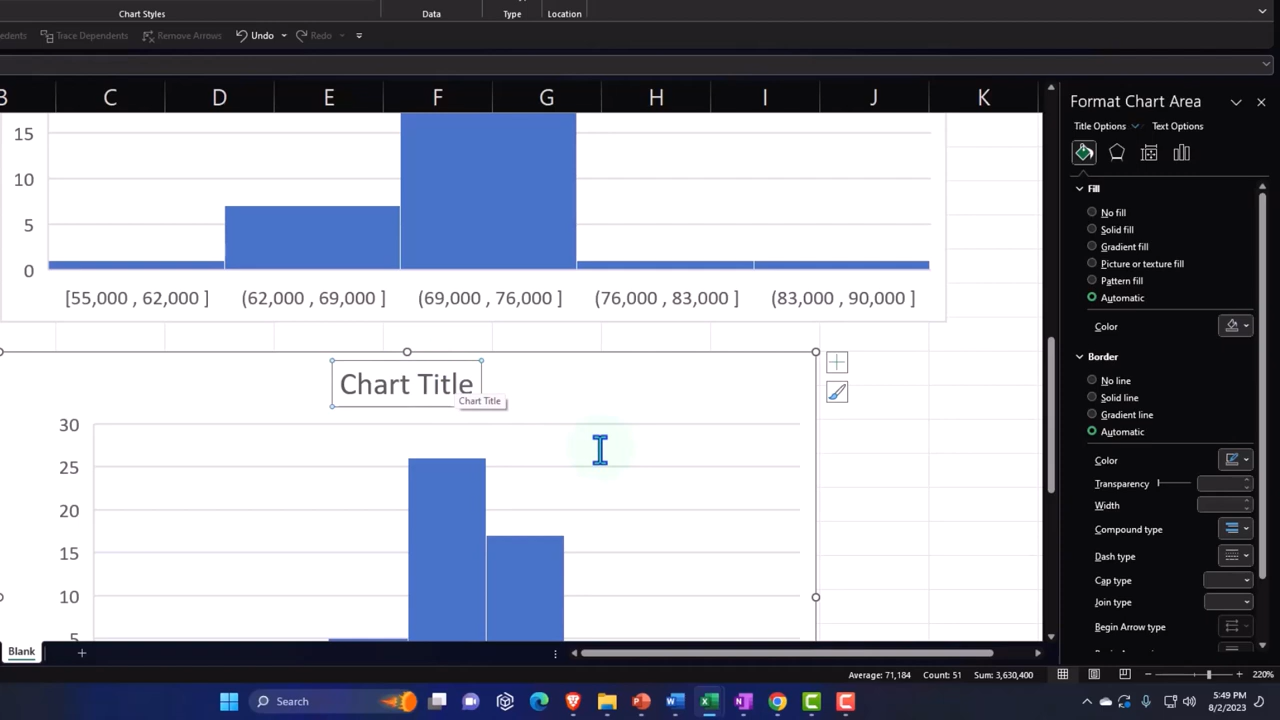 Chart Styles Data Type Location
edents Trace Dependents Remove Arrows Undo Redo
B C D E F G H I J K
Format Chart Area
Title Options Text Options
Fill
No fill
Solid fill
Gradient fill
Picture or texture fill
Pattern fill
Automatic
Color
Border
No line
Solid line
Gradient line
Automatic
Color
Transparency
Width
Compound type
Dash type
Cap type
Join type
Begin Arrow type
15
10
5
0
[55,000 , 62,000 ] (62,000 , 69,000 ] (69,000 , 76,000 ] (76,000 , 83,000 ] (83,000 , 90,000 ]
Chart Title
Chart Title
30
25
20
15
10
5
Blank
Average: 71,184 Count: 51 Sum: 3,630,400 220%
Search
5:49 PM
8/2/2023